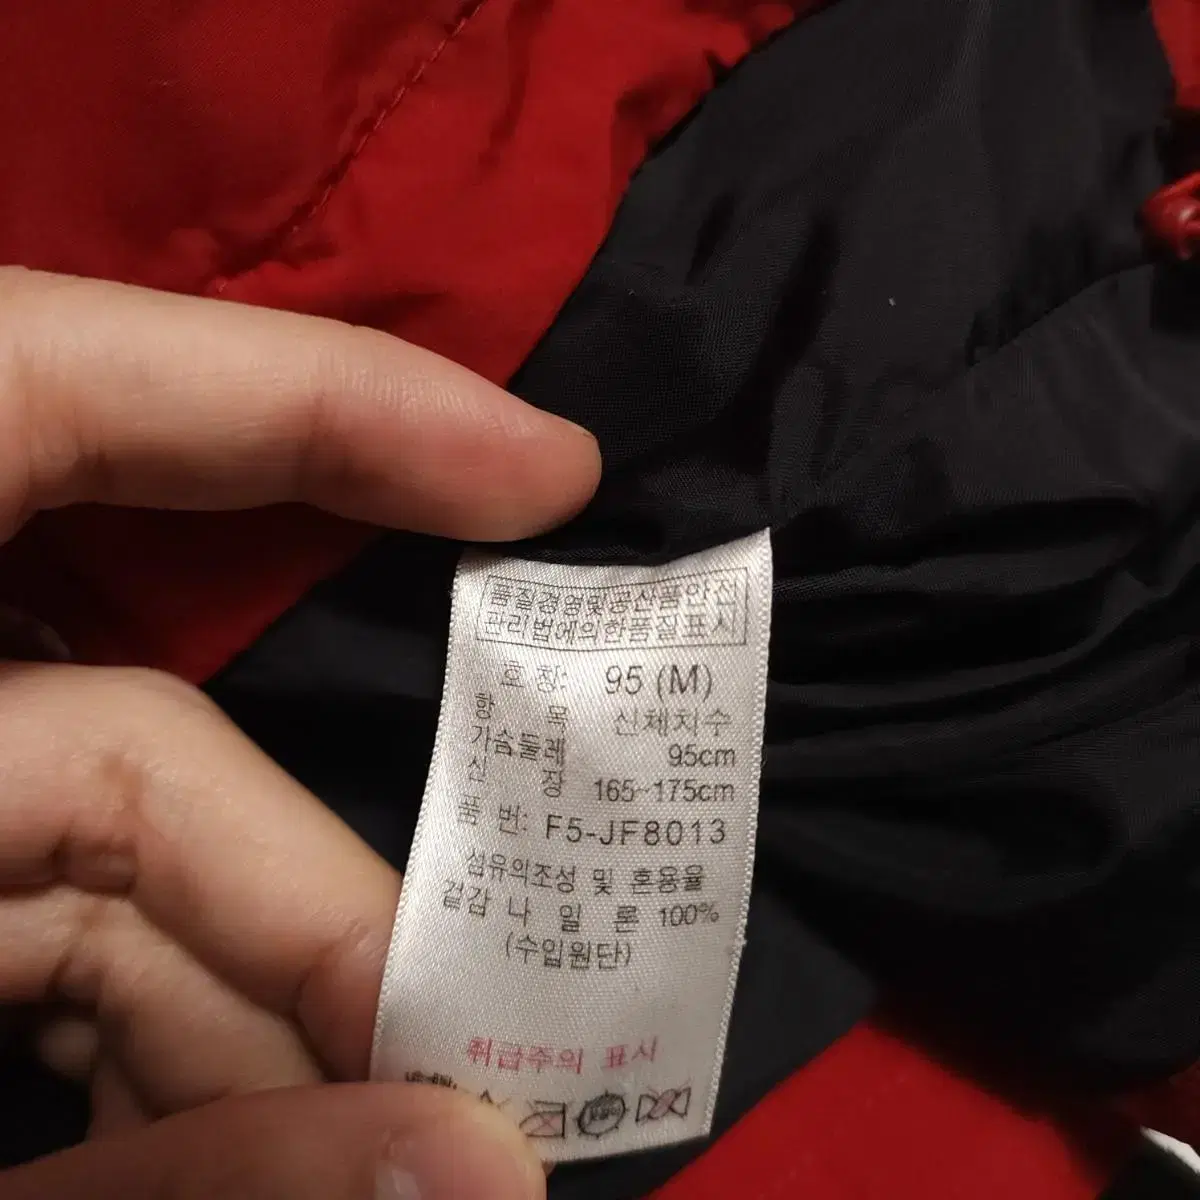 품질경영및공산품안전
관리법에의한품질표시
호 칭: 95 (M)
항 목 신체치수
가슴둘레 95cm
신 장 165~175cm
품 번: F5-JF8013
섬유의조성 및 혼용율
겉감 나 일 론 100%
(수입원단)
취급주의 표시